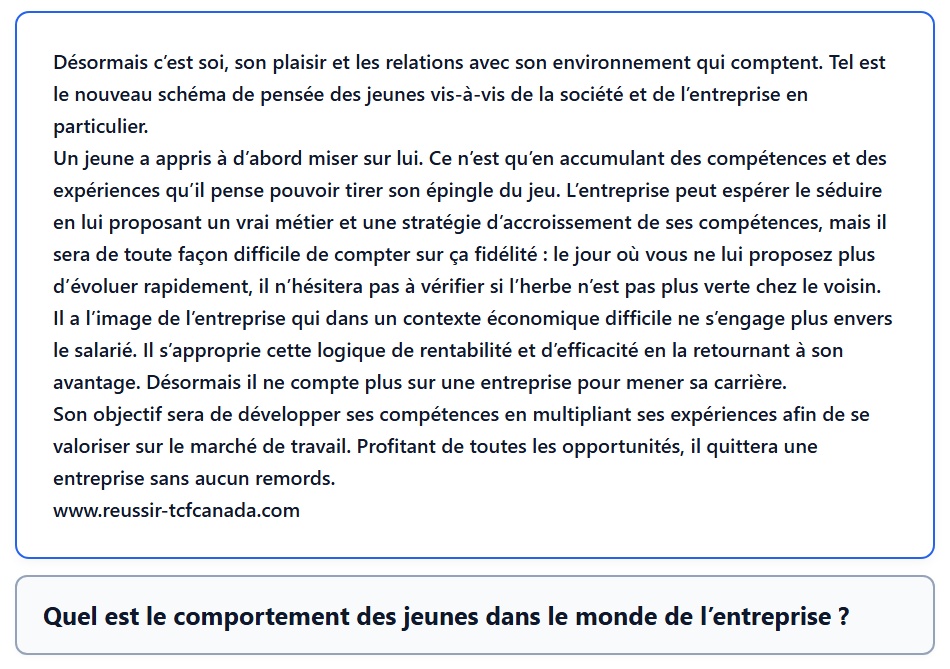 Désormais c’est soi, son plaisir et les relations avec son environnement qui comptent. Tel est
le nouveau schéma de pensée des jeunes vis-à-vis de la société et de l’entreprise en
particulier.
Un jeune a appris à d’abord miser sur lui. Ce n’est qu’en accumulant des compétences et des
expériences qu’il pense pouvoir tirer son épingle du jeu. L’entreprise peut espérer le séduire
en lui proposant un vrai métier et une stratégie d’accroissement de ses compétences, mais il
sera de toute façon difficile de compter sur ça fidélité : le jour où vous ne lui proposez plus
d’évoluer rapidement, il n’hésitera pas à vérifier si l’herbe n’est pas plus verte chez le voisin.
Il a l’image de l’entreprise qui dans un contexte économique difficile ne s’engage plus envers
le salarié. Il s’approprie cette logique de rentabilité et d’efficacité en la retournant à son
avantage. Désormais il ne compte plus sur une entreprise pour mener sa carrière.
Son objectif sera de développer ses compétences en multipliant ses expériences afin de se
valoriser sur le marché de travail. Profitant de toutes les opportunités, il quittera une
entreprise sans aucun remords.
www.reussir-tcfcanada.com
Quel est le comportement des jeunes dans le monde de l’entreprise ?